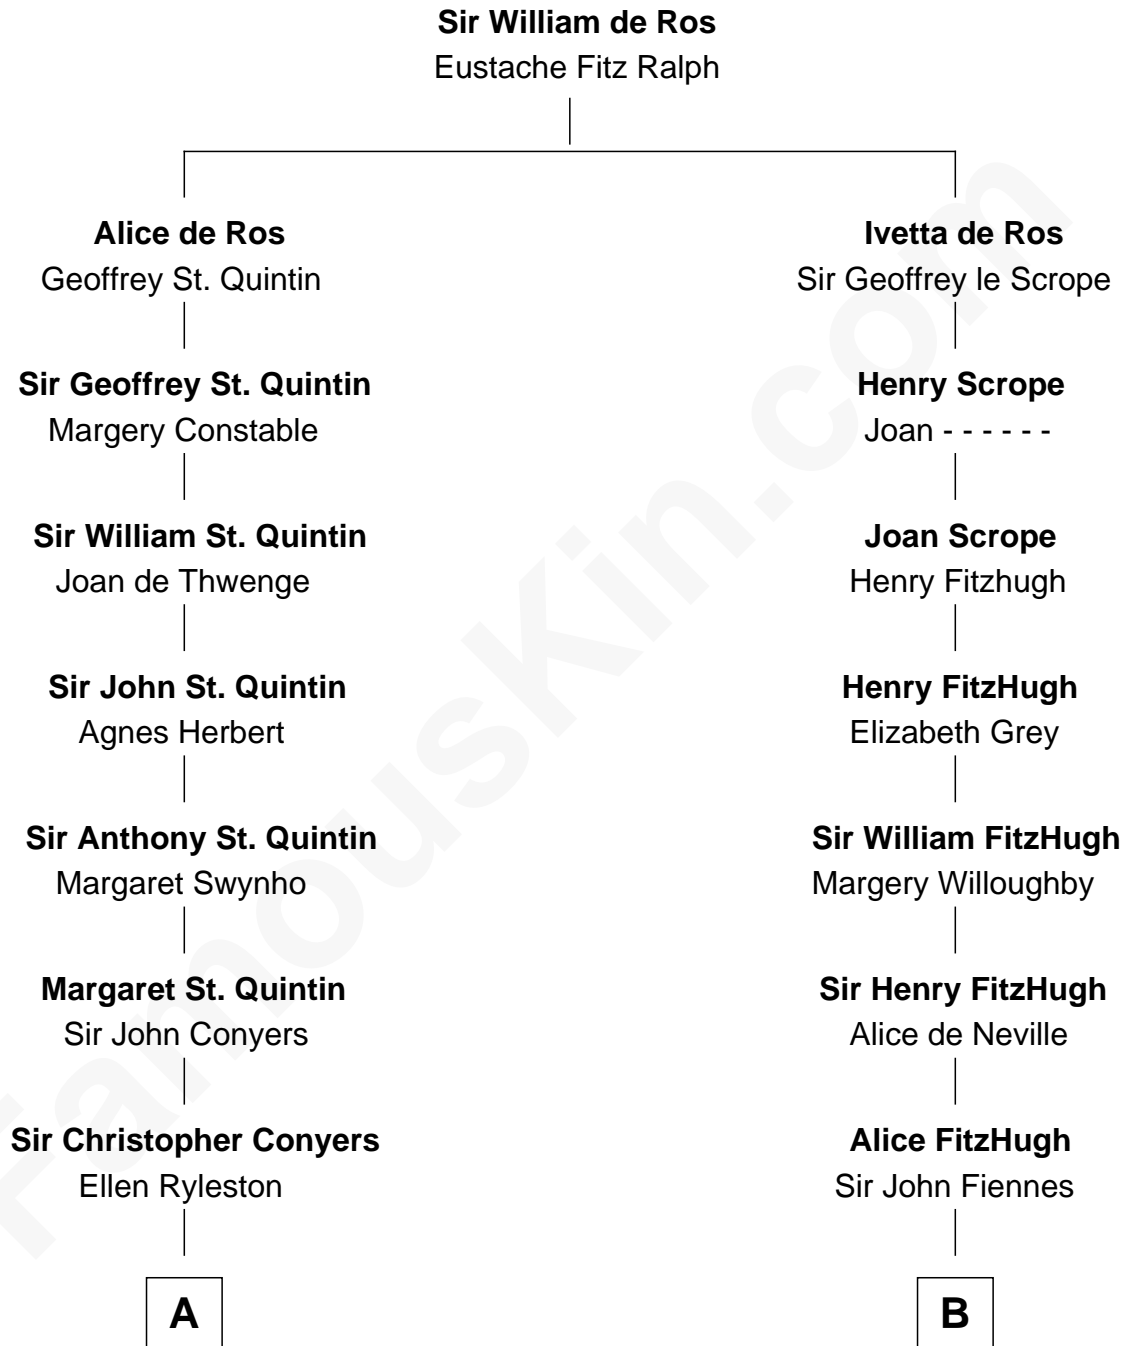 Sir William de Ros
Eustache Fitz Ralph
Alice de Ros
Geoffrey St. Quintin
Ivetta de Ros
Sir Geoffrey le Scrope
Sir Geoffrey St. Quintin
Margery Constable
Henry Scrope
Joan - - - - - -
Sir William St. Quintin
Joan de Thwenge
Joan Scrope
Henry Fitzhugh
Sir John St. Quintin
Agnes Herbert
Henry FitzHugh
Elizabeth Grey
Sir Anthony St. Quintin
Margaret Swynho
Sir William FitzHugh
Margery Willoughby
Margaret St. Quintin
Sir John Conyers
Sir Henry FitzHugh
Alice de Neville
Sir Christopher Conyers
Ellen Ryleston
Alice FitzHugh
Sir John Fiennes
A
B
FamousKin.com